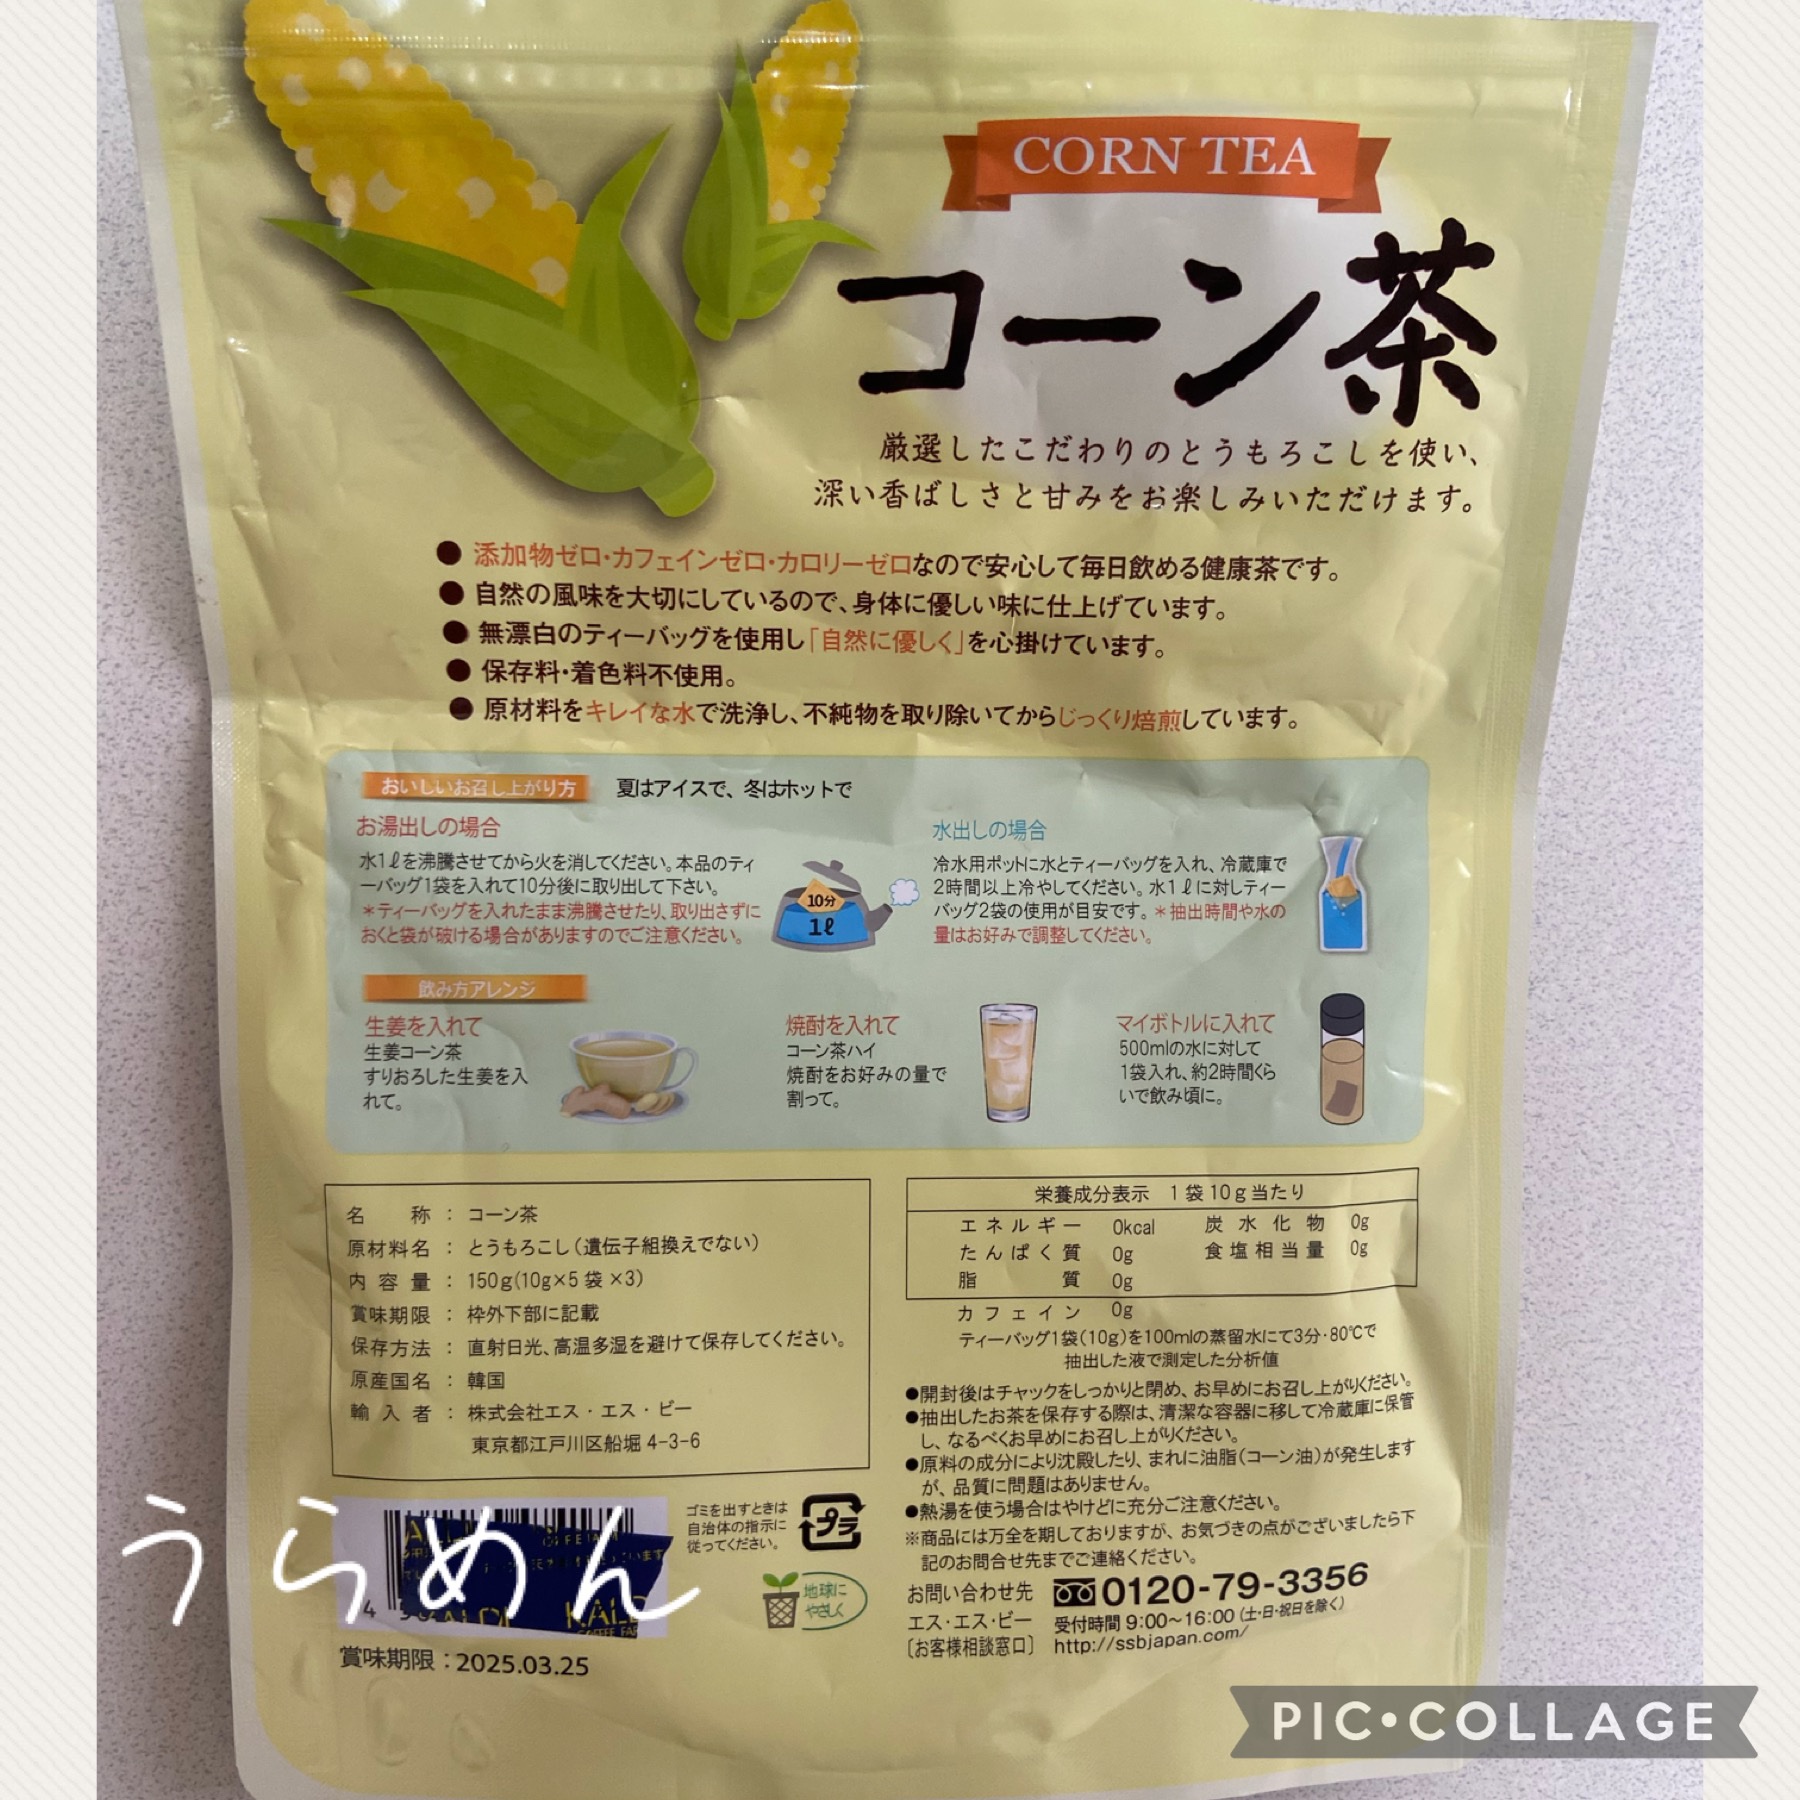 CORN TEA
コーン茶
厳選したこだわりのとうもろこしを使い、
深い香ばしさと甘みをお楽しみいただけます。
● 添加物ゼロ・カフェインゼロ・カロリーゼロなので安心して毎日飲める健康茶です。
● 自然の風味を大切にしているので、身体に優しい味に仕上げています。
● 無漂白のティーバッグを使用し「自然に優しく」を心掛けています。
● 保存料・着色料不使用。
● 原材料をキレイな水で洗浄し、不純物を取り除いてからじっくり焙煎しています。
おいしいお召し上がり方 夏はアイスで、冬はホットで
お湯出しの場合
水1ℓを沸騰させてから火を消してください。本品のティ
ーバッグ1袋を入れて10分後に取り出して下さい。
＊ティーバッグを入れたまま沸騰させたり、取り出さずに
おくと袋が破ける場合がありますのでご注意ください。
10分
1ℓ
水出しの場合
冷水用ポットに水とティーバッグを入れ、冷蔵庫で
2時間以上冷やしてください。水1ℓに対しティー
バッグ2袋の使用が目安です。＊抽出時間や水の
量はお好みで調整してください。
飲み方アレンジ
生姜を入れて
生姜コーン茶
すりおろした生姜を入
れて。
焼酎を入れて
コーン茶ハイ
焼酎をお好みの量で
割って。
マイボトルに入れて
500mlの水に対して
1袋入れ、約2時間くら
いで飲み頃に。
名称 : コーン茶
原材料名 : とうもろこし（遺伝子組換えでない）
内容量 : 150g(10g×5袋×3)
賞味期限 : 枠外下部に記載
保存方法 : 直射日光、高温多湿を避けて保存してください。
原産国名 : 韓国
輸入者 : 株式会社エス・エス・ビー
東京都江戸川区船堀 4-3-6
栄養成分表示 1袋10g当たり
エネルギー 0kcal 炭水化物 0g
たんぱく質 0g 食塩相当量 0g
脂質 0g
カフェイン 0g
ティーバッグ1袋(10g)を100mlの蒸留水にて3分・80℃で
抽出した液で測定した分析値
●開封後はチャックをしっかりと閉め、お早めにお召し上がりください。
●抽出したお茶を保存する際は、清潔な容器に移して冷蔵庫に保管
し、なるべくお早めにお召し上がりください。
●原料の成分により沈殿したり、まれに油脂(コーン油)が発生します
が、品質に問題はありません。
●熱湯を使う場合はやけどに充分ご注意ください。
※商品には万全を期しておりますが、お気づきの点がございましたら下
記のお問合せ先までご連絡ください。
お問い合わせ先 0120-79-3356
エス・エス・ビー 受付時間 9:00〜16:00 (土・日・祝日を除く)
〔お客様相談窓口〕 http://ssbjapan.com/
ゴミを出すときは
自治体の指示に
従ってください。
プラ
地球に
やさしく
うらめん
賞味期限：2025.03.25
PIC•COLLAGE